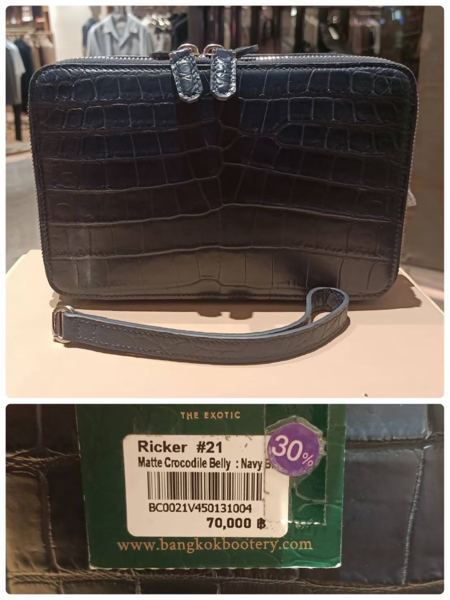 THE EXOTIC
Ricker #21
30%
Matte Crocodile Belly : Navy
BC0021V450131004
70,000 ฿
www.bangkokbootery.com